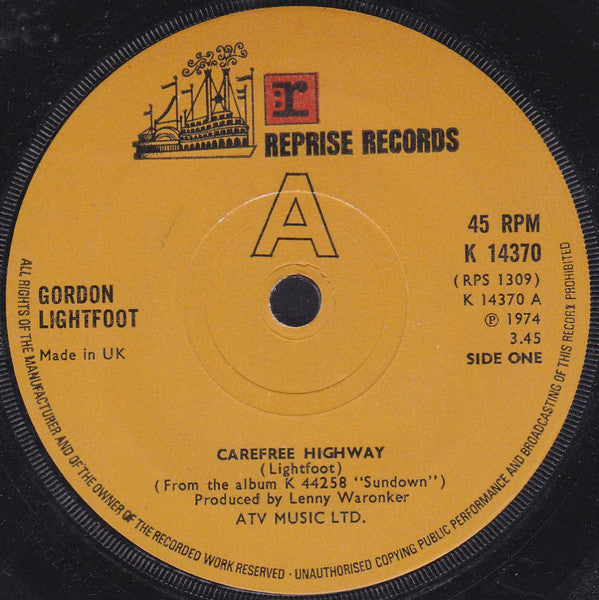 r
REPRISE RECORDS
A
45 RPM
K 14370
(RPS 1309)
K 14370 A
℗ 1974
3.45
SIDE ONE
GORDON
LIGHTFOOT
Made in UK
CAREFREE HIGHWAY
(Lightfoot)
(From the album K 44258 "Sundown")
Produced by Lenny Waronker
ATV MUSIC LTD.
ALL RIGHTS OF THE MANUFACTURER AND OF THE OWNER OF THE RECORDED WORK RESERVED · UNAUTHORISED COPYING PUBLIC PERFORMANCE AND BROADCASTING OF THIS RECORD PROHIBITED